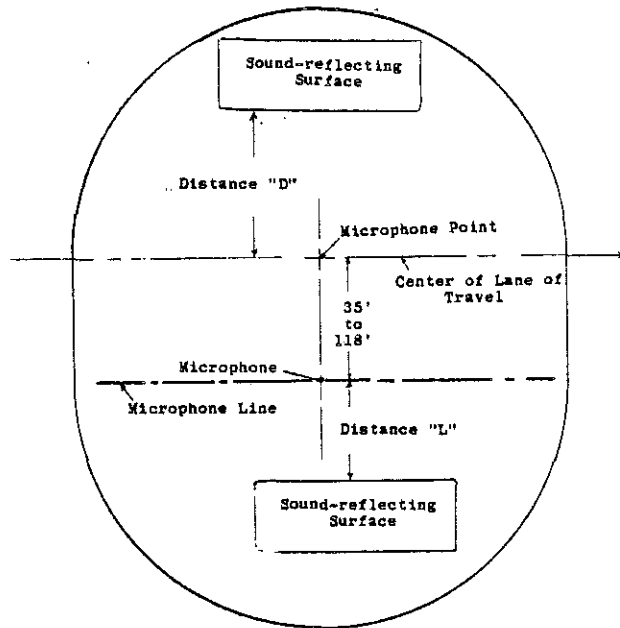 Sound-reflecting
Surface
Distance "D"
Microphone Point
Center of Lane of
Travel
35'
to
118'
Microphone
Microphone Line
Distance "L"
Sound-reflecting
Surface